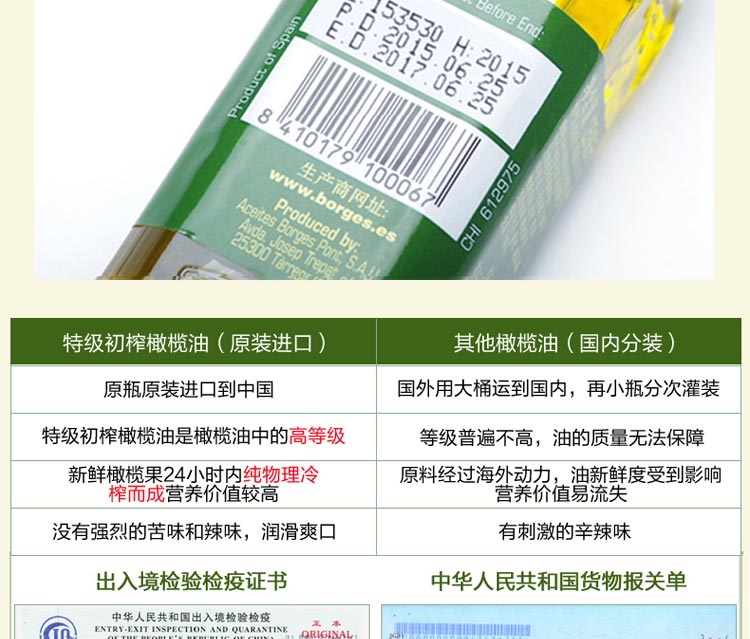 st Before End:
L: 153530 H:2015
P.D.2015.06.25
E.D.2017.06.25
Product of Spain
8 410179 100067
生产商网址:
www.borges.es
Produced by:
Aceites Borges Pont, S.A.U.
Avda. Josep Trepat
25300 Tarrega
CHI 612975
特级初榨橄榄油（原装进口） 其他橄榄油（国内分装）
原瓶原装进口到中国 国外用大桶运到国内，再小瓶分次灌装
特级初榨橄榄油是橄榄油中的高等级 等级普遍不高，油的质量无法保障
新鲜橄榄果24小时内纯物理冷 原料经过海外动力，油新鲜度受到影响
榨而成营养价值较高 营养价值易流失
没有强烈的苦味和辣味，润滑爽口 有刺激的辛辣味
出入境检验检疫证书 中华人民共和国货物报关单
中华人民共和国出入境检验检疫
ENTRY-EXIT INSPECTION AND QUARANTINE
OF THE PEOPLE'S REPUBLIC OF CHINA
正本
ORIGINAL